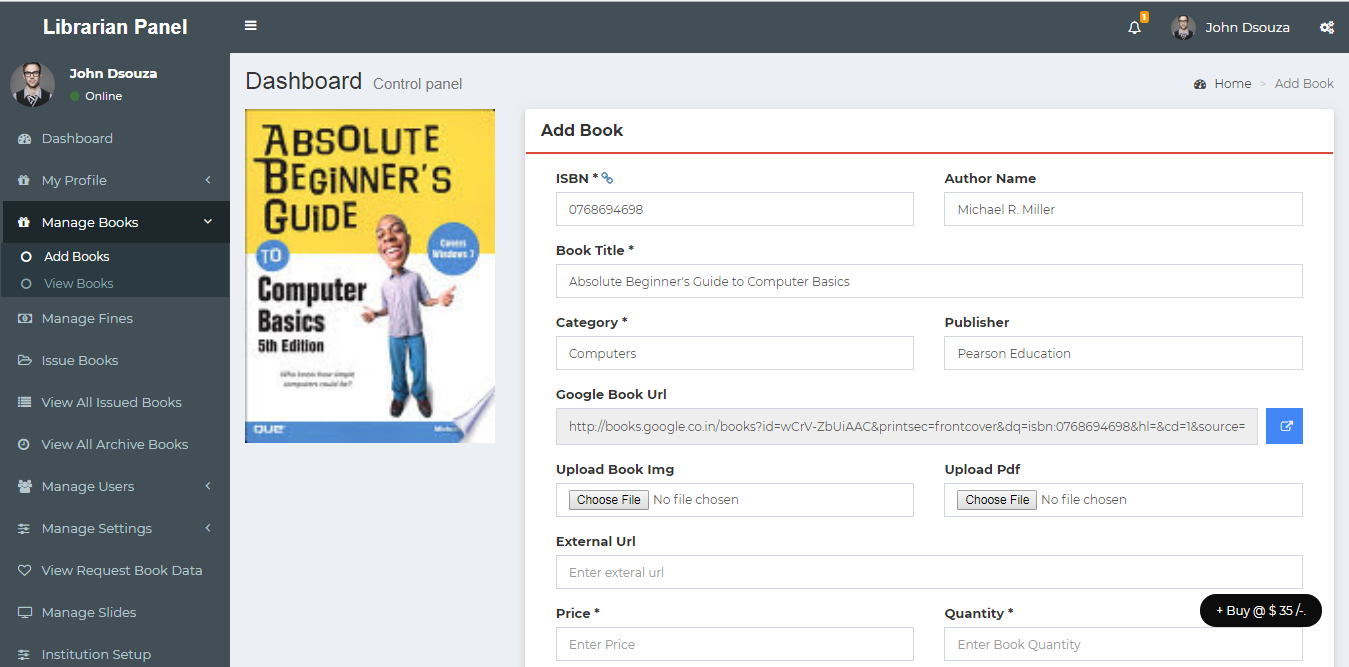 Librarian Panel
1
John Dsouza
John Dsouza
Online
Dashboard
My Profile
Manage Books
Add Books
View Books
Manage Fines
Issue Books
View All Issued Books
View All Archive Books
Manage Users
Manage Settings
View Request Book Data
Manage Slides
Institution Setup
Dashboard Control panel
Home > Add Book
ABSOLUTE
BEGINNER'S
GUIDE
TO
Covers
Windows 7
Computer
Basics
5th Edition
Who knew how simple
computers could be?
QUE
Add Book
ISBN *
Author Name
0768694698
Michael R. Miller
Book Title *
Absolute Beginner's Guide to Computer Basics
Category *
Publisher
Computers
Pearson Education
Google Book Url
http://books.google.co.in/books?id=wCrV-ZbUiAAC&printsec=frontcover&dq=isbn:0768694698&hl=&cd=1&source=
Upload Book Img
Upload Pdf
Choose File No file chosen
Choose File No file chosen
External Url
Enter exteral url
Price *
Quantity *
+ Buy @ $ 35 /-.
Enter Price
Enter Book Quantity